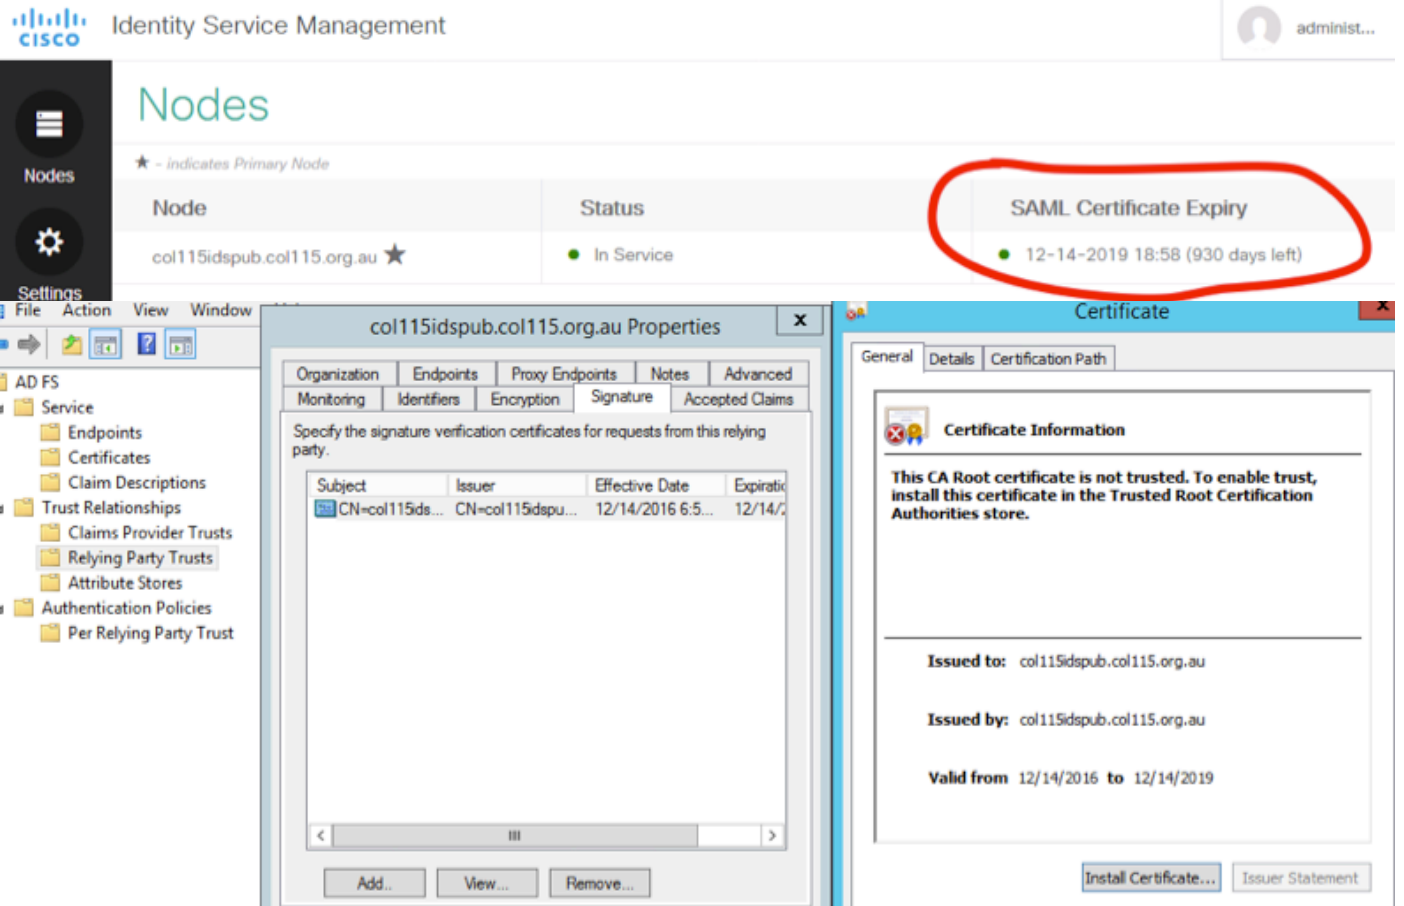 CISCO
Identity Service Management
administ...
Nodes
Nodes
★ - indicates Primary Node
Node
Status
SAML Certificate Expiry
col115idspub.col115.org.au ★
In Service
12-14-2019 18:58 (930 days left)
Settings
File Action View Window
AD FS
Service
Endpoints
Certificates
Claim Descriptions
Trust Relationships
Claims Provider Trusts
Relying Party Trusts
Attribute Stores
Authentication Policies
Per Relying Party Trust
col115idspub.col115.org.au Properties
x
Organization Endpoints Proxy Endpoints Notes Advanced
Monitoring Identifiers Encryption Signature Accepted Claims
Specify the signature verification certificates for requests from this relying
party.
Subject Issuer Effective Date Expiratic
CN=col115ids... CN=col115idspu... 12/14/2016 6:5... 12/14/2
Add..
View...
Remove...
Certificate
x
General Details Certification Path
Certificate Information
This CA Root certificate is not trusted. To enable trust,
install this certificate in the Trusted Root Certification
Authorities store.
Issued to: col115idspub.col115.org.au
Issued by: col115idspub.col115.org.au
Valid from 12/14/2016 to 12/14/2019
Install Certificate...
Issuer Statement